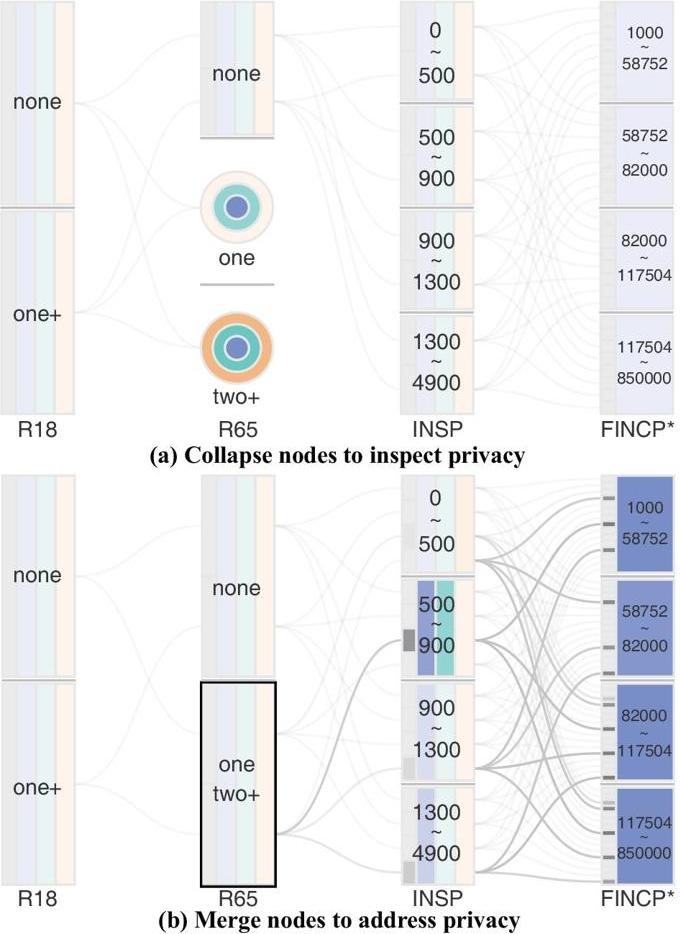 none
one+
R18
none
one
two+
R65
0
~
500
500
~
900
900
~
1300
1300
~
4900
INSP
1000
~
58752
58752
~
82000
82000
~
117504
117504
~
850000
FINCP*
(a) Collapse nodes to inspect privacy
none
one+
R18
none
one
two+
R65
0
~
500
500
~
900
900
~
1300
1300
~
4900
INSP
1000
~
58752
58752
~
82000
82000
~
117504
117504
~
850000
FINCP*
(b) Merge nodes to address privacy